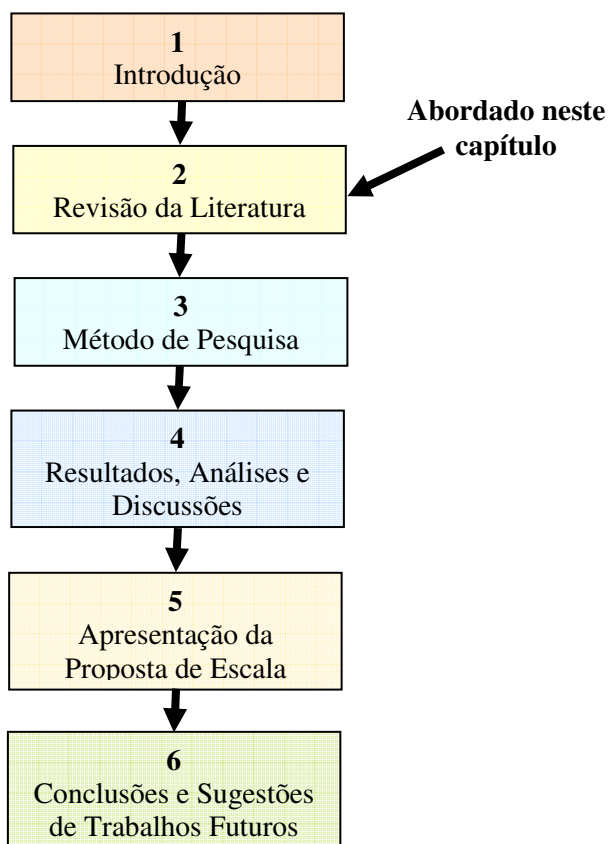 1
Introdução
Abordado neste
capítulo
2
Revisão da Literatura
3
Método de Pesquisa
4
Resultados, Análises e
Discussões
5
Apresentação da
Proposta de Escala
6
Conclusões e Sugestões
de Trabalhos Futuros